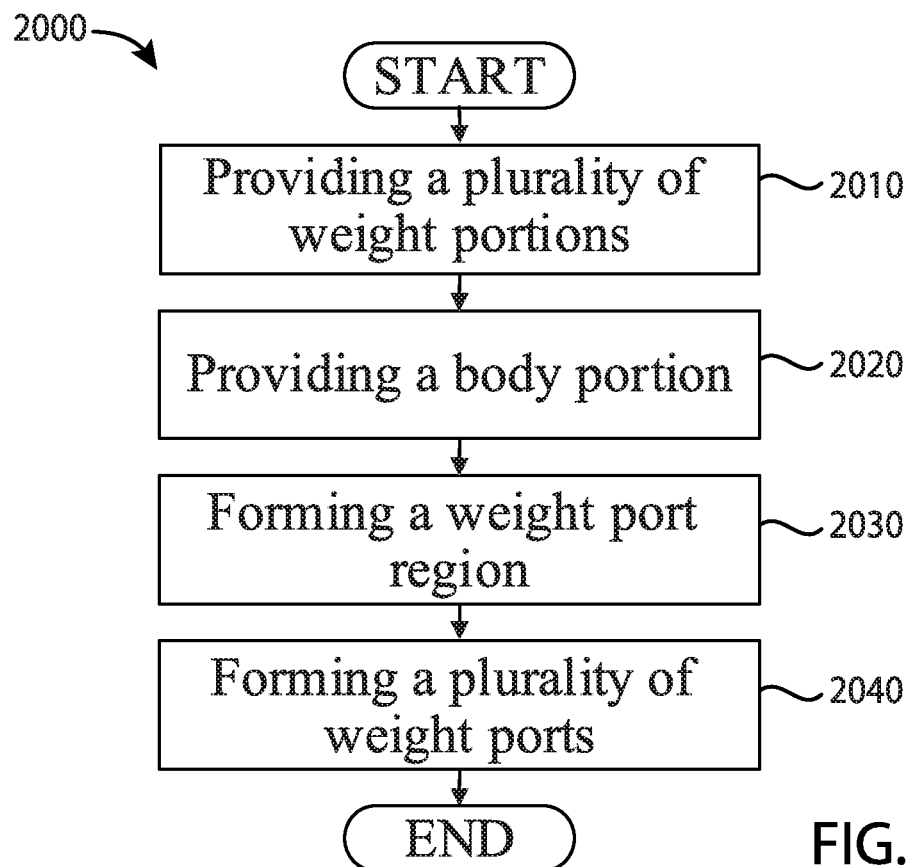 2000
START
Providing a plurality of
weight portions
2010
Providing a body portion
2020
Forming a weight port
region
2030
Forming a plurality of
weight ports
2040
END
FIG.